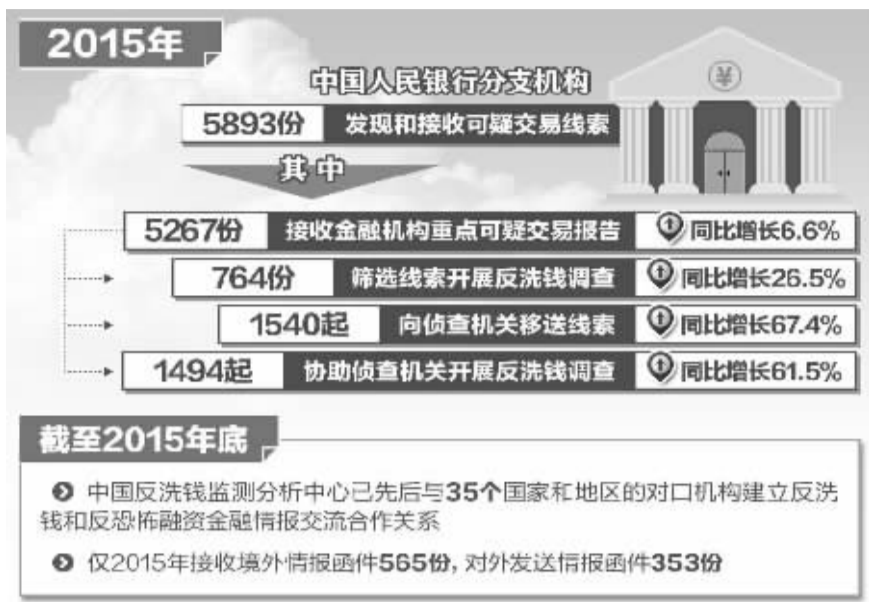 2015年
中国人民银行分支机构
¥
5893份 发现和接收可疑交易线索
其中
5267份 接收金融机构重点可疑交易报告 同比增长6.6%
764份 筛选线索开展反洗钱调查 同比增长26.5%
1540起 向侦查机关移送线索 同比增长67.4%
1494起 协助侦查机关开展反洗钱调查 同比增长61.5%
截至2015年底
中国反洗钱监测分析中心已先后与35个国家和地区的对口机构建立反洗
钱和反恐怖融资金融情报交流合作关系
仅2015年接收境外情报函件565份,对外发送情报函件353份